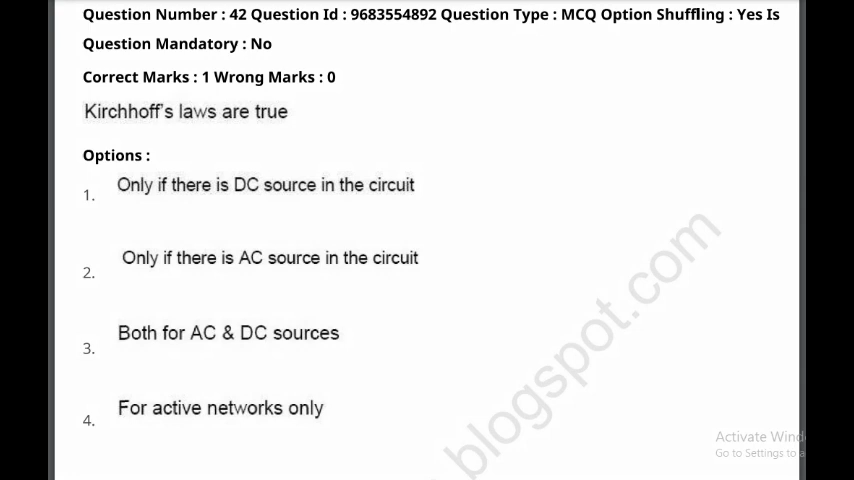 Question Number : 42 Question Id : 9683554892 Question Type : MCQ Option Shuffling : Yes Is
Question Mandatory : No
Correct Marks : 1 Wrong Marks : 0
Kirchhoff's laws are true
Options :
1. Only if there is DC source in the circuit
2. Only if there is AC source in the circuit
3. Both for AC & DC sources
4. For active networks only
blogspot.com
Activate Wind
Go to Settings to a